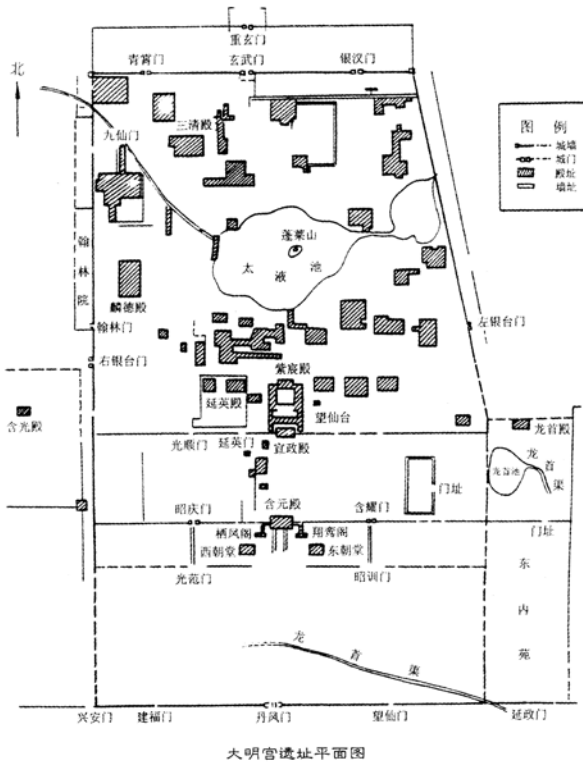 重玄门
青霄门
玄武门
银汉门
北
图 例
城墙
城门
殿址
墙址
三清殿
九仙门
蓬莱山
太液池
翰林院
麟德殿
翰林门
左银台门
右银台门
紫宸殿
延英殿
望仙台
含光殿
龙首殿
光顺门
延英门
宣政殿
龙首渠
龙首池
门址
昭庆门
含元殿
含耀门
门址
栖凤阁
翔鸾阁
西朝堂
东朝堂
光范门
昭训门
东内苑
龙首渠
兴安门
建福门
丹凤门
望仙门
延政门
大明宫遗址平面图